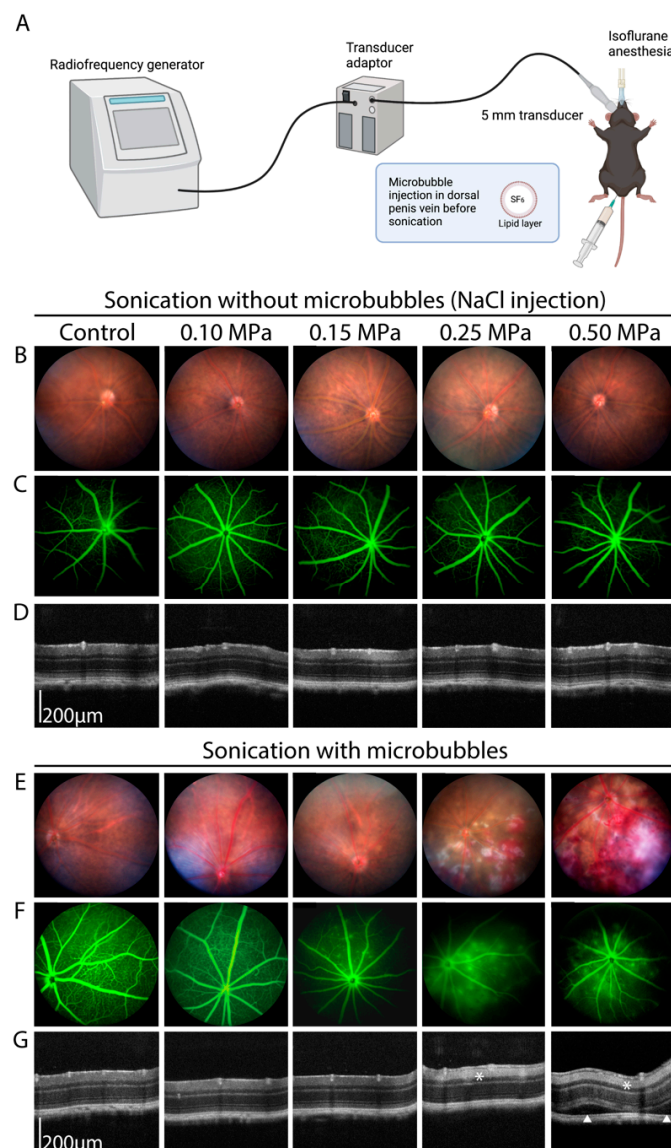 A
Radiofrequency generator
Transducer
adaptor
Isoflurane
anesthesia
5 mm transducer
Microbubble
injection in dorsal
penis vein before
sonication
SF₆
Lipid layer
Sonication without microbubbles (NaCl injection)
Control 0.10 MPa 0.15 MPa 0.25 MPa 0.50 MPa
B
C
D
200µm
Sonication with microbubbles
E
F
G
* *
200µm